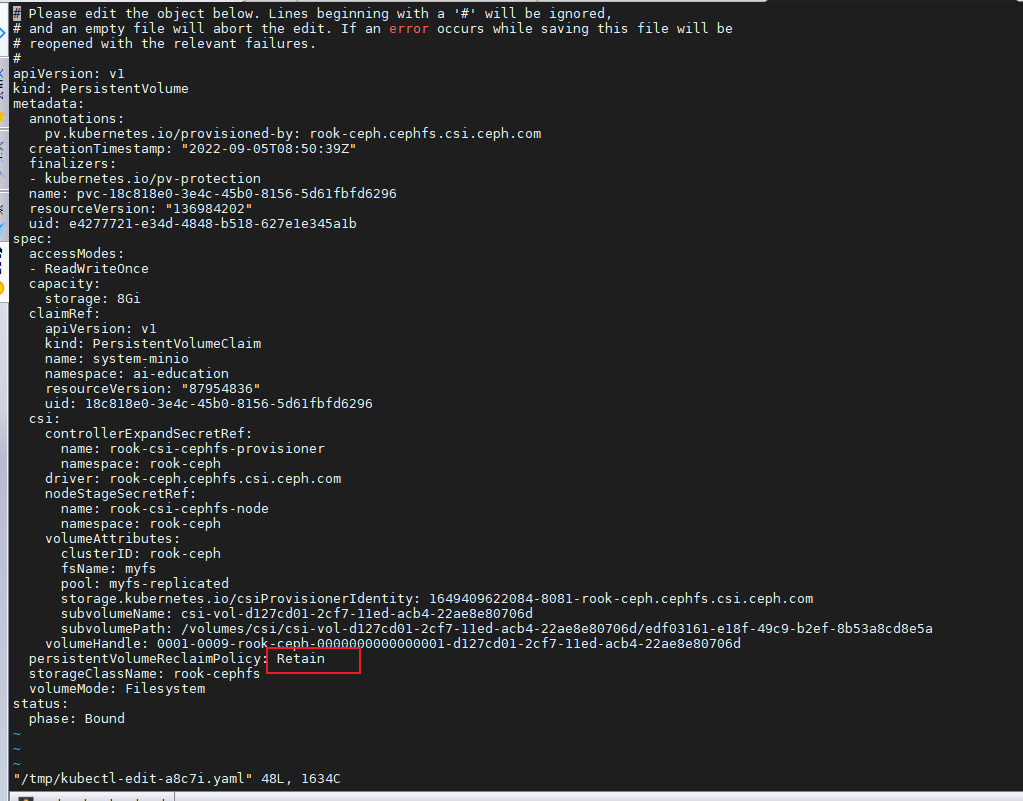 # Please edit the object below. Lines beginning with a '#' will be ignored,
# and an empty file will abort the edit. If an error occurs while saving this file will be
# reopened with the relevant failures.
#
apiVersion: v1
kind: PersistentVolume
metadata:
  annotations:
    pv.kubernetes.io/provisioned-by: rook-ceph.cephfs.csi.ceph.com
  creationTimestamp: "2022-09-05T08:50:39Z"
  finalizers:
  - kubernetes.io/pv-protection
  name: pvc-18c818e0-3e4c-45b0-8156-5d61fbfd6296
  resourceVersion: "136984202"
  uid: e4277721-e34d-4848-b518-627e1e345a1b
spec:
  accessModes:
  - ReadWriteOnce
  capacity:
    storage: 8Gi
  claimRef:
    apiVersion: v1
    kind: PersistentVolumeClaim
    name: system-minio
    namespace: ai-education
    resourceVersion: "87954836"
    uid: 18c818e0-3e4c-45b0-8156-5d61fbfd6296
  csi:
    controllerExpandSecretRef:
      name: rook-csi-cephfs-provisioner
      namespace: rook-ceph
    driver: rook-ceph.cephfs.csi.ceph.com
    nodeStageSecretRef:
      name: rook-csi-cephfs-node
      namespace: rook-ceph
    volumeAttributes:
      clusterID: rook-ceph
      fsName: myfs
      pool: myfs-replicated
      storage.kubernetes.io/csiProvisionerIdentity: 1649409622084-8081-rook-ceph.cephfs.csi.ceph.com
      subvolumeName: csi-vol-d127cd01-2cf7-11ed-acb4-22ae8e80706d
      subvolumePath: /volumes/csi/csi-vol-d127cd01-2cf7-11ed-acb4-22ae8e80706d/edf03161-e18f-49c9-b2ef-8b53a8cd8e5a
    volumeHandle: 0001-0009-rook-ceph-0000000000000001-d127cd01-2cf7-11ed-acb4-22ae8e80706d
  persistentVolumeReclaimPolicy: Retain
  storageClassName: rook-cephfs
  volumeMode: Filesystem
status:
  phase: Bound
~
~
~
"/tmp/kubectl-edit-a8c7i.yaml" 48L, 1634C